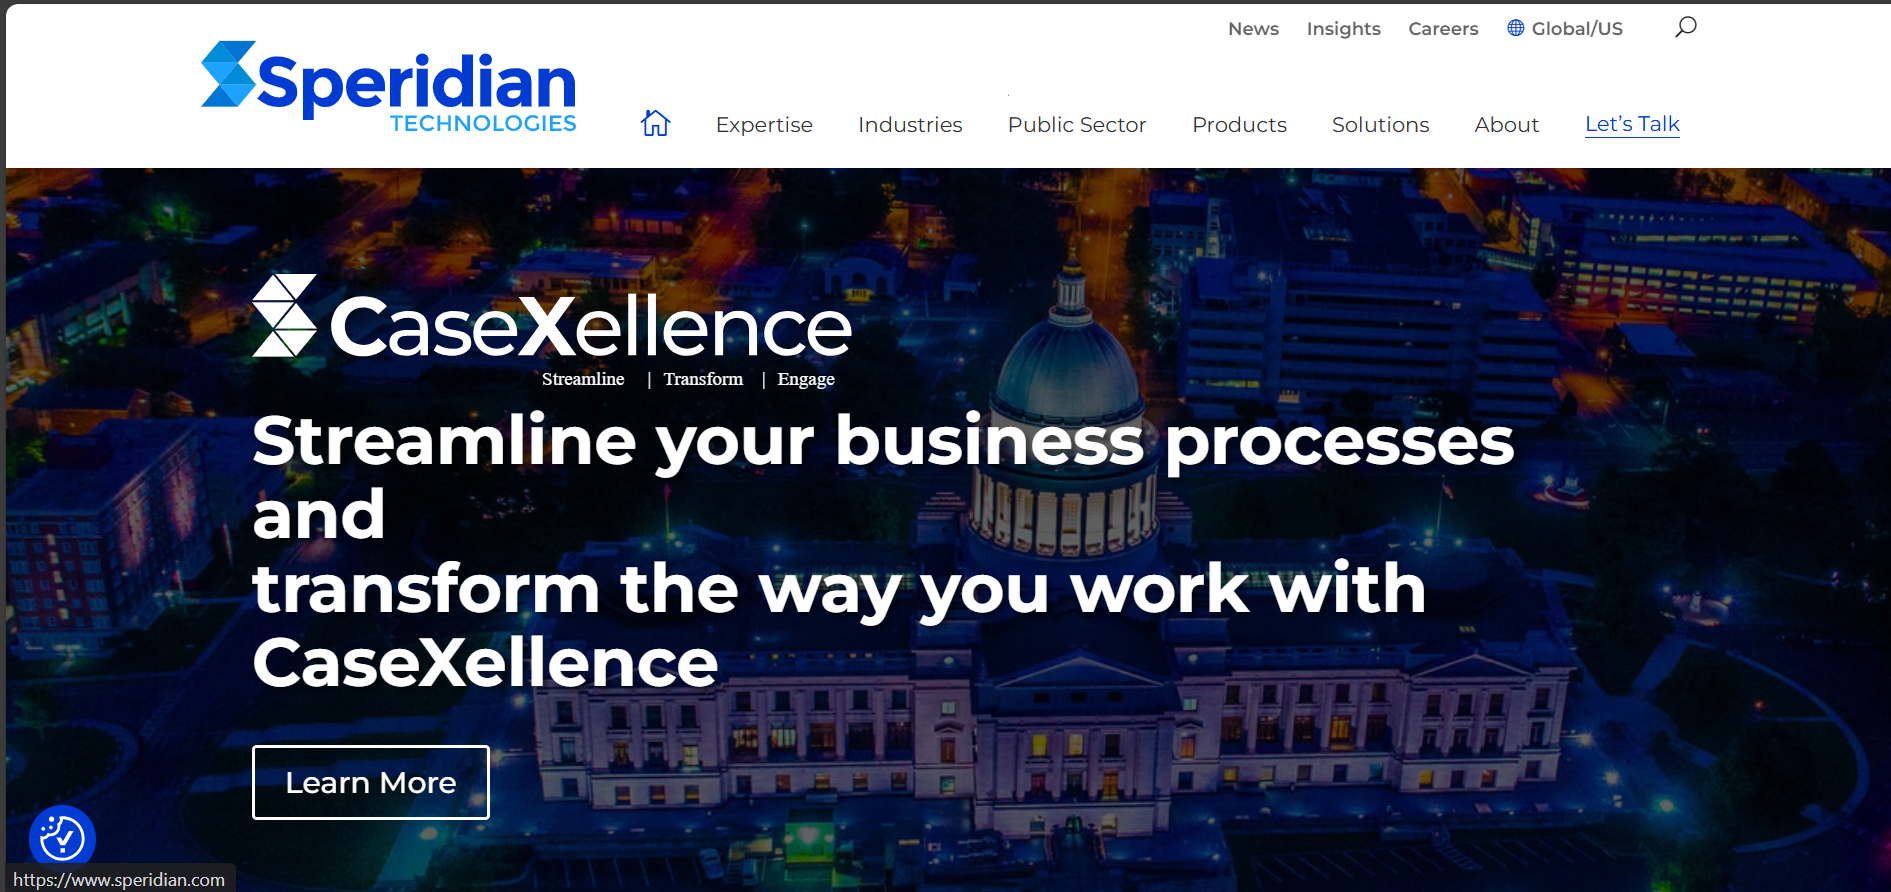 News Insights Careers Global/US
Speridian
TECHNOLOGIES
Expertise Industries Public Sector Products Solutions About Let's Talk
CaseXellence
Streamline | Transform | Engage
Streamline your business processes
and
transform the way you work with
CaseXellence
Learn More
https://www.speridian.com